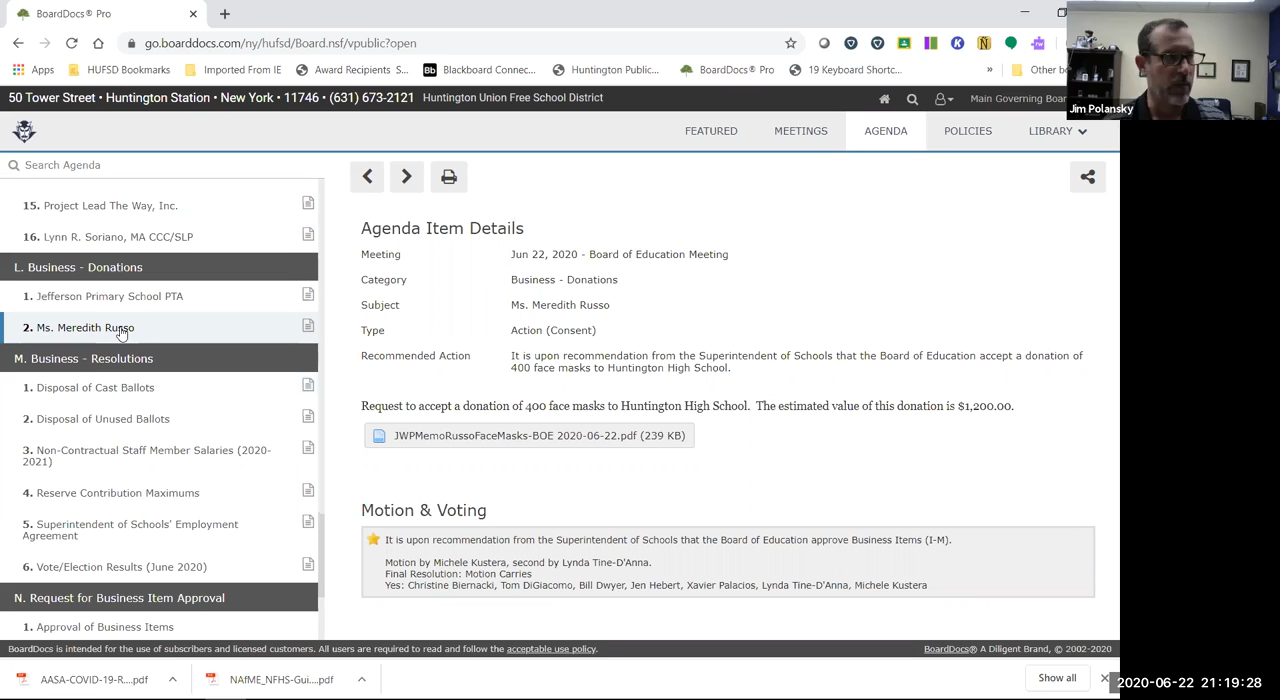 BoardDocs® Pro
go.boarddocs.com/ny/hufsd/Board.nsf/vpublic?open
Apps HUFSD Bookmarks Imported From IE Award Recipients S... Blackboard Connec... Huntington Public... BoardDocs® Pro 19 Keyboard Shortc... » Other bo
Jim Polansky
50 Tower Street • Huntington Station • New York • 11746 • (631) 673-2121 Huntington Union Free School District Main Governing Boar
FEATURED MEETINGS AGENDA POLICIES LIBRARY
Search Agenda
15. Project Lead The Way, Inc.
16. Lynn R. Soriano, MA CCC/SLP
L. Business - Donations
1. Jefferson Primary School PTA
2. Ms. Meredith Russo
M. Business - Resolutions
1. Disposal of Cast Ballots
2. Disposal of Unused Ballots
3. Non-Contractual Staff Member Salaries (2020-
2021)
4. Reserve Contribution Maximums
5. Superintendent of Schools' Employment
Agreement
6. Vote/Election Results (June 2020)
N. Request for Business Item Approval
1. Approval of Business Items
Agenda Item Details
Meeting Jun 22, 2020 - Board of Education Meeting
Category Business - Donations
Subject Ms. Meredith Russo
Type Action (Consent)
Recommended Action It is upon recommendation from the Superintendent of Schools that the Board of Education accept a donation of
400 face masks to Huntington High School.
Request to accept a donation of 400 face masks to Huntington High School. The estimated value of this donation is $1,200.00.
JWPMemoRussoFaceMasks-BOE 2020-06-22.pdf (239 KB)
Motion & Voting
It is upon recommendation from the Superintendent of Schools that the Board of Education approve Business Items (I-M).
Motion by Michele Kustera, second by Lynda Tine-D'Anna.
Final Resolution: Motion Carries
Yes: Christine Biernacki, Tom DiGiacomo, Bill Dwyer, Jen Hebert, Xavier Palacios, Lynda Tine-D'Anna, Michele Kustera
BoardDocs is intended for the use of subscribers and licensed customers. All users are required to read and follow the acceptable use policy. BoardDocs® A Diligent Brand, © 2002-2020
AASA-COVID-19-R....pdf NAfME_NFHS-Gui....pdf Show all
2020-06-22 21:19:28